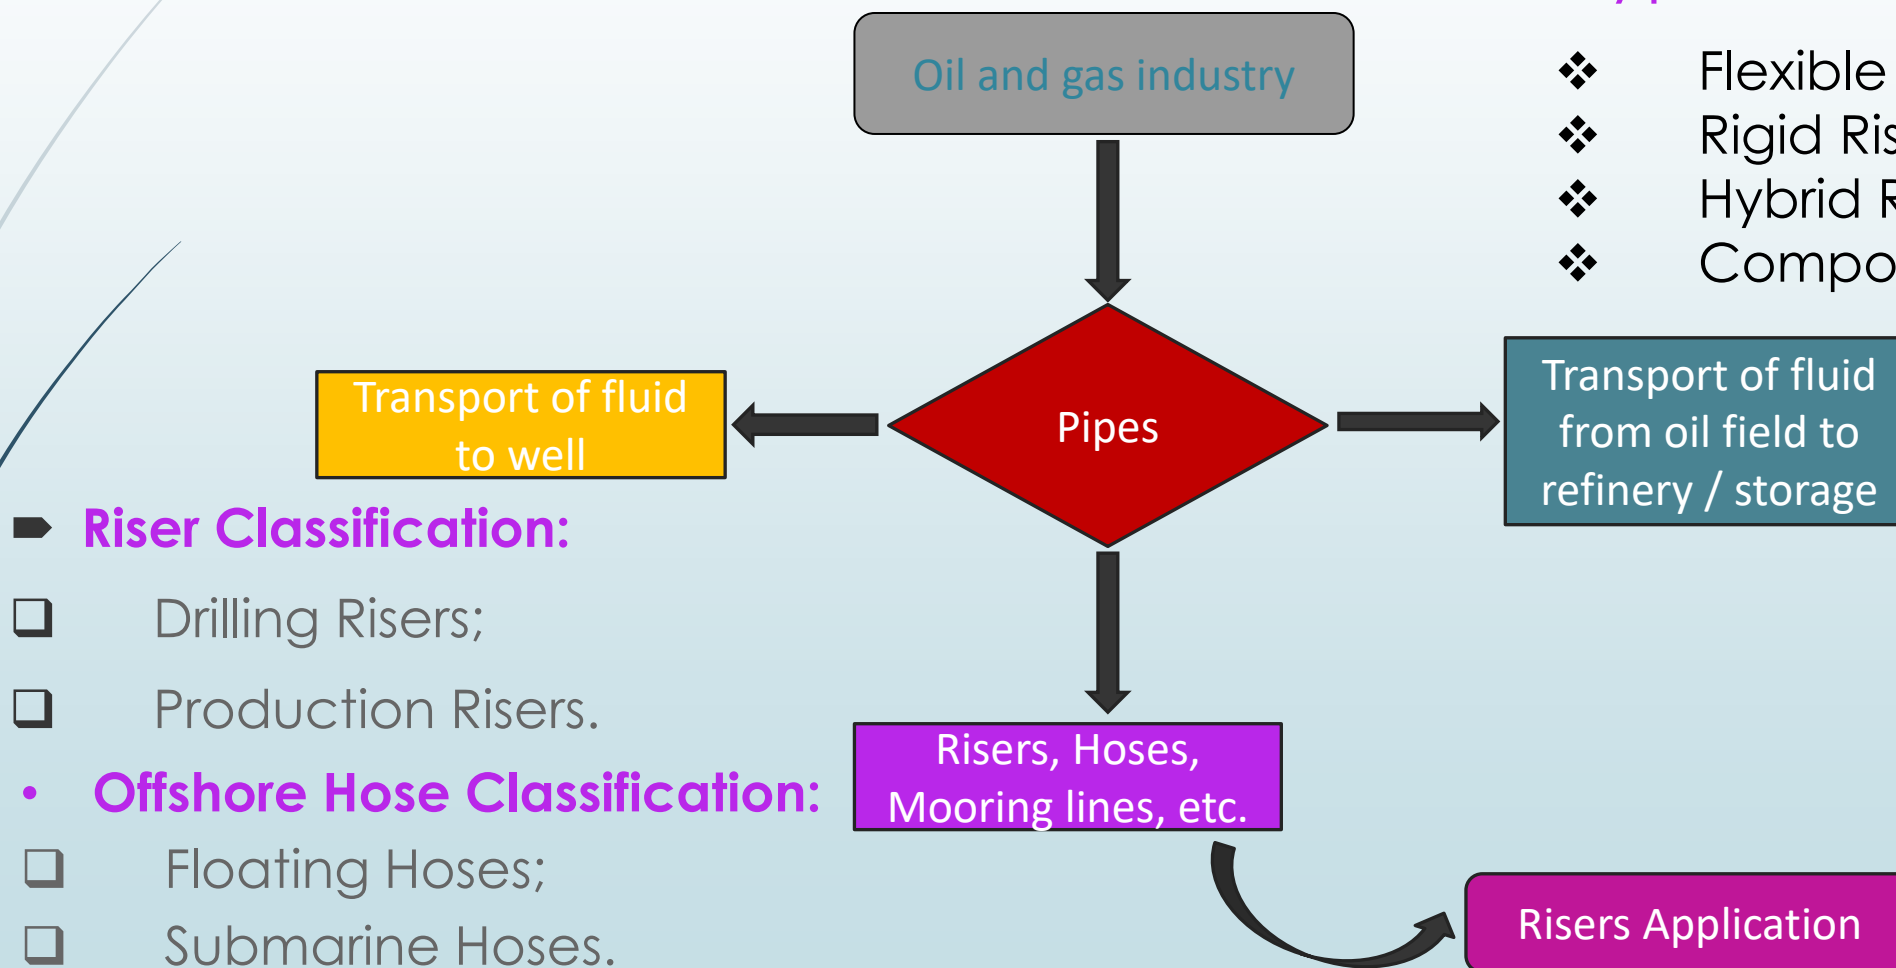 Oil and gas industry
Flexible
Rigid
Hybrid
Transport of fluid
to well
Pipes
Transport of fluid
from oil field to
refinery / storage
Riser Classification:
Drilling Risers;
Production Risers.
Risers, Hoses,
Mooring lines, etc.
Offshore Hose Classification:
Floating Hoses;
Submarine Hoses.
Risers Application